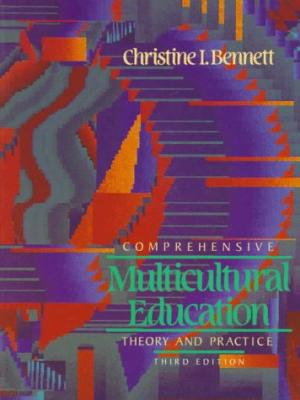 Christine I. Bennett
COMPREHENSIVE
Multicultural
Education
THEORY AND PRACTICE
THIRD EDITION